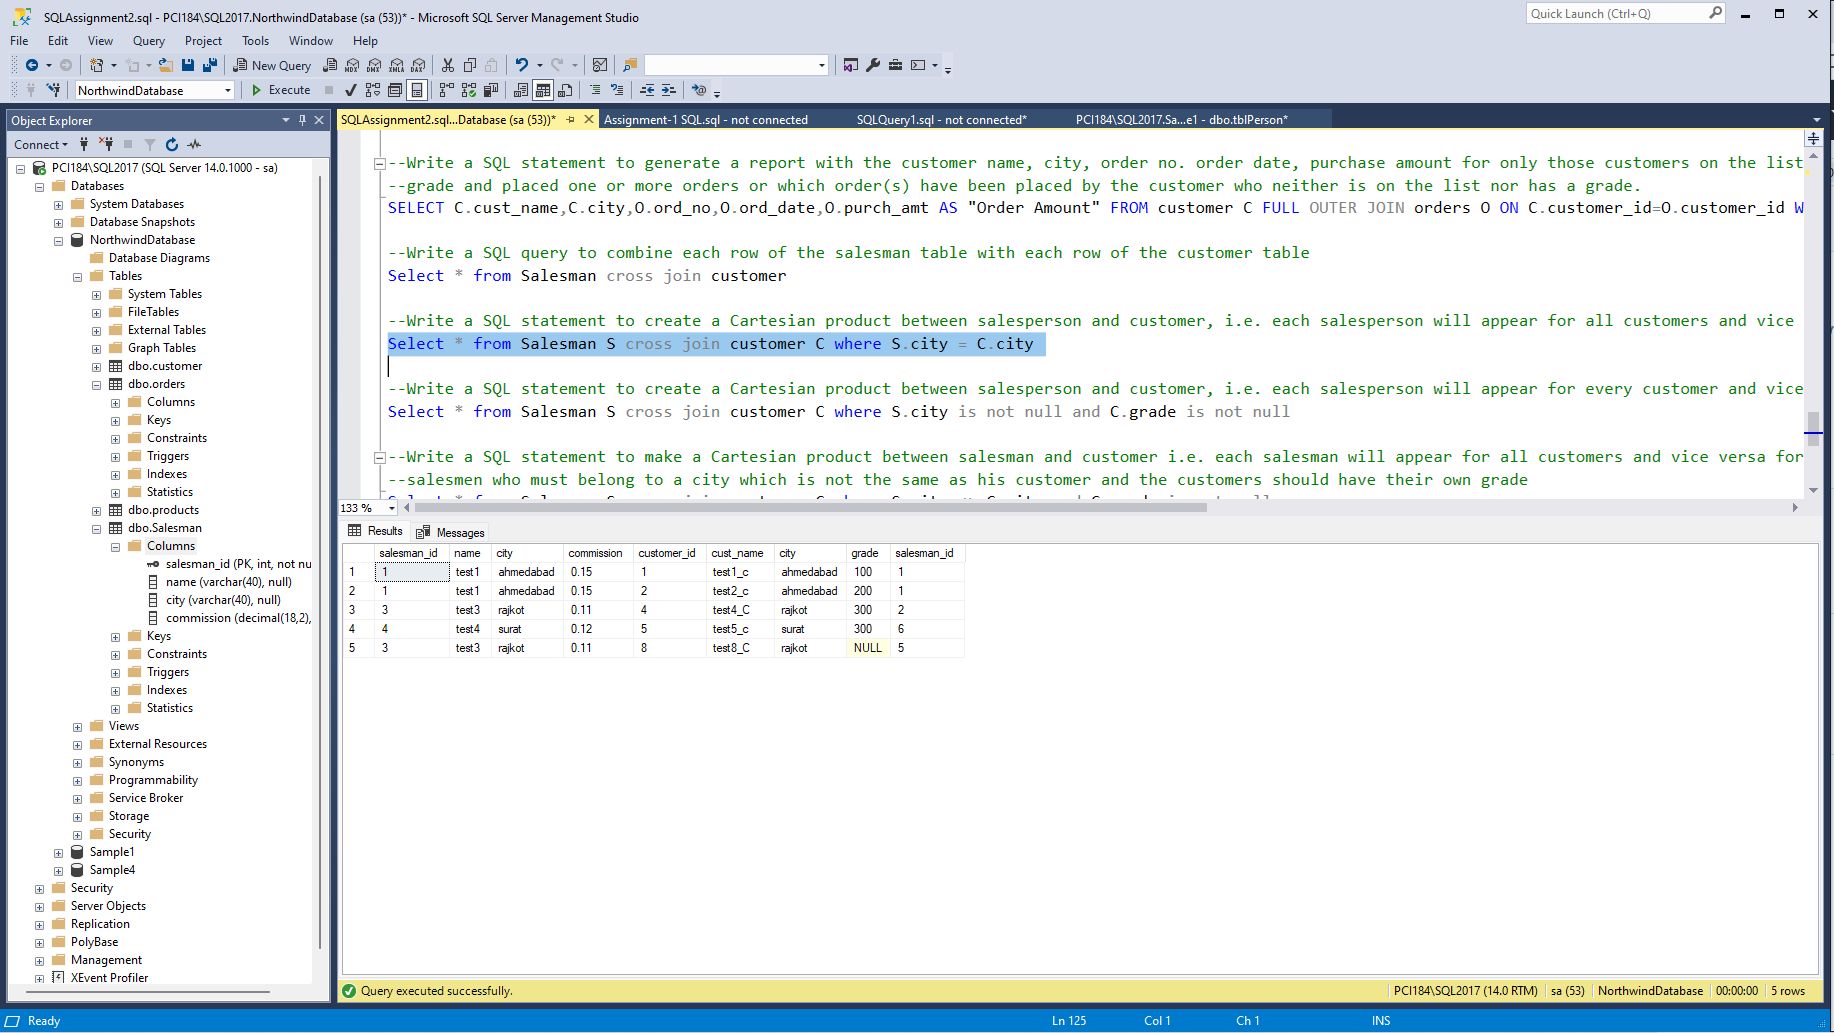 SQLAssignment2.sql - PCI184\SQL2017.NorthwindDatabase (sa (53))* - Microsoft SQL Server Management Studio
Quick Launch (Ctrl+Q)
File Edit View Query Project Tools Window Help
New Query
MDX DMX XMLA DAX
NorthwindDatabase
Execute
Object Explorer
SQLAssignment2.sql...Database (sa (53))*
Assignment-1 SQL.sql - not connected
SQLQuery1.sql - not connected*
PCI184\SQL2017.Sa...e1 - dbo.tblPerson*
Connect
PCI184\SQL2017 (SQL Server 14.0.1000 - sa)
Databases
System Databases
Database Snapshots
NorthwindDatabase
Database Diagrams
Tables
System Tables
FileTables
External Tables
Graph Tables
dbo.customer
dbo.orders
Columns
Keys
Constraints
Triggers
Indexes
Statistics
dbo.products
dbo.Salesman
Columns
salesman_id (PK, int, not nu
name (varchar(40), null)
city (varchar(40), null)
commission (decimal(18,2),
Keys
Constraints
Triggers
Indexes
Statistics
Views
External Resources
Synonyms
Programmability
Service Broker
Storage
Security
Sample1
Sample4
Security
Server Objects
Replication
PolyBase
Management
XEvent Profiler
--Write a SQL statement to generate a report with the customer name, city, order no. order date, purchase amount for only those customers on the list
--grade and placed one or more orders or which order(s) have been placed by the customer who neither is on the list nor has a grade.
SELECT C.cust_name,C.city,O.ord_no,O.ord_date,O.purch_amt AS "Order Amount" FROM customer C FULL OUTER JOIN orders O ON C.customer_id=O.customer_id W
--Write a SQL query to combine each row of the salesman table with each row of the customer table
Select * from Salesman cross join customer
--Write a SQL statement to create a Cartesian product between salesperson and customer, i.e. each salesperson will appear for all customers and vice
Select * from Salesman S cross join customer C where S.city = C.city
--Write a SQL statement to create a Cartesian product between salesperson and customer, i.e. each salesperson will appear for every customer and vice
Select * from Salesman S cross join customer C where S.city is not null and C.grade is not null
--Write a SQL statement to make a Cartesian product between salesman and customer i.e. each salesman will appear for all customers and vice versa for
--salesmen who must belong to a city which is not the same as his customer and the customers should have their own grade
133 %
Results Messages
salesman_id name city commission customer_id cust_name city grade salesman_id
1 1 test1 ahmedabad 0.15 1 test1_c ahmedabad 100 1
2 1 test1 ahmedabad 0.15 2 test2_c ahmedabad 200 1
3 3 test3 rajkot 0.11 4 test4_C rajkot 300 2
4 4 test4 surat 0.12 5 test5_c surat 300 6
5 3 test3 rajkot 0.11 8 test8_C rajkot NULL 5
Query executed successfully.
PCI184\SQL2017 (14.0 RTM) sa (53) NorthwindDatabase 00:00:00 5 rows
Ready Ln 125 Col 1 Ch 1 INS